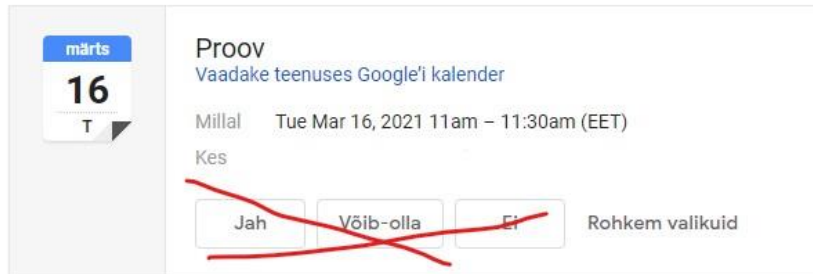 märts
16
T
Proov
Vaadake teenuses Google'i kalender
Millal Tue Mar 16, 2021 11am – 11:30am (EET)
Kes
Jah Võib-olla Ei Rohkem valikuid